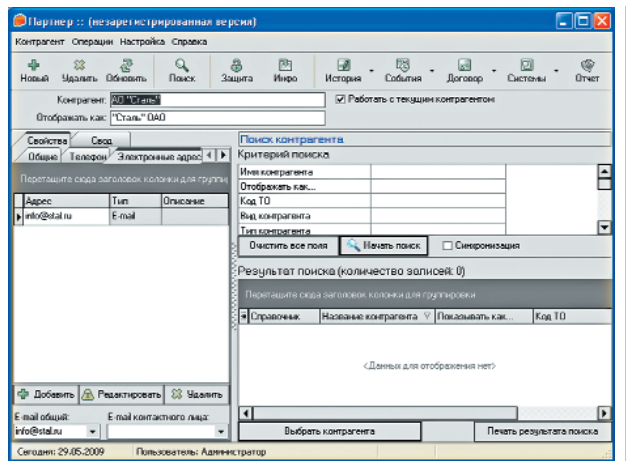 Партнер :: (незарегистрированная версия)
Контрагент Операции Настройка Справка
Новый Удалить Обновить Поиск Защита Инфо История События Договор Системы Отчет
Контрагент: АО "Сталь"
Работать с текущим контрагентом
Отображать как: "Сталь" ОАО
Свойства Свод
Общие Телефон Электронные адрес
Перетащите сюда заголовок колонки для группи
Адрес Тип Описание
info@stal.ru E-mail
Добавить Редактировать Удалить
E-mail общий: E-mail контактного лица:
info@stal.ru
Поиск контрагента
Критерий поиска
Имя контрагента
Отображать как...
Код ТО
Вид контрагента
Тип контрагента
Очистить все поля Начать поиск Синхронизация
Результат поиска (количество записей: 0)
Перетащите сюда заголовок колонки для группировки
Справочник Название контрагента Показывать как... Код ТО
<Данных для отображения нет>
Выбрать контрагента Печать результата поиска
Сегодня: 29.05.2009 Пользователь: Администратор